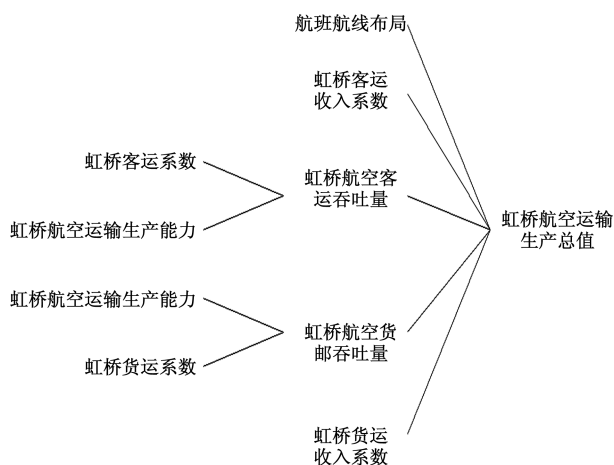 航班航线布局
虹桥客运
收入系数
虹桥客运系数
虹桥航空客
运吞吐量
虹桥航空运输生产能力
虹桥航空运输
生产总值
虹桥航空运输生产能力
虹桥航空货
邮吞吐量
虹桥货运系数
虹桥货运
收入系数